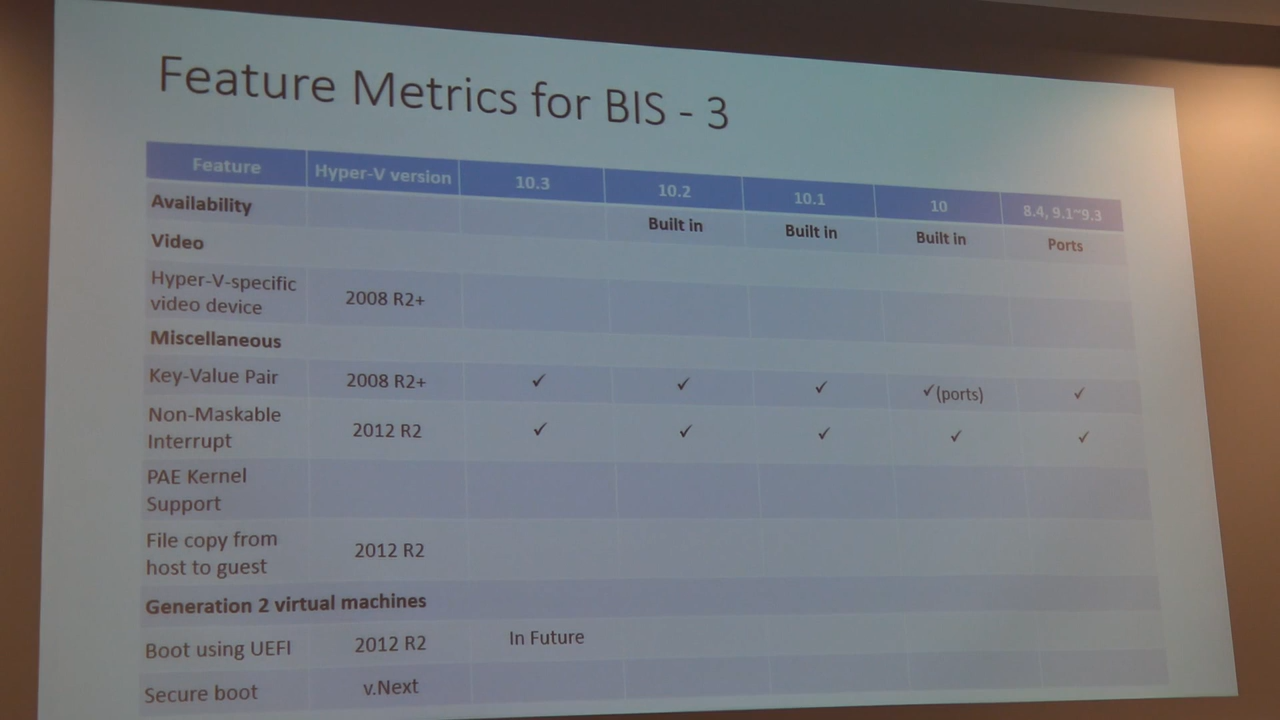 Feature Metrics for BIS - 3
Feature Hyper-V version 10.3 10.2 10.1 10 8.4, 9.1~9.3
Availability Built in Built in Built in Ports
Video
Hyper-V-specific
video device 2008 R2+
Miscellaneous
Key-Value Pair 2008 R2+ ✓ ✓ ✓ ✓(ports) ✓
Non-Maskable
Interrupt 2012 R2 ✓ ✓ ✓ ✓ ✓
PAE Kernel
Support
File copy from
host to guest 2012 R2
Generation 2 virtual machines
Boot using UEFI 2012 R2 In Future
Secure boot v.Next